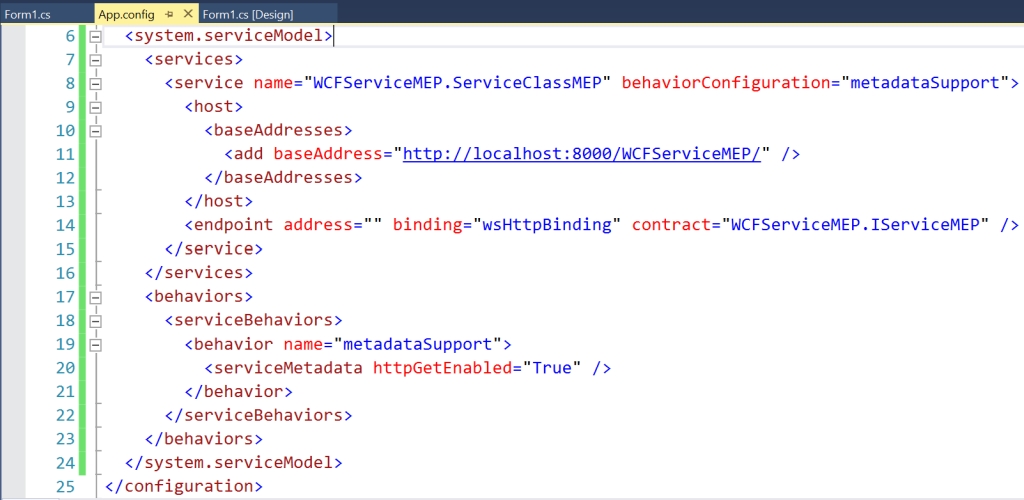 Form1.cs App.config Form1.cs [Design]
6 <system.serviceModel>
7 <services>
8 <service name="WCFServiceMEP.ServiceClassMEP" behaviorConfiguration="metadataSupport">
9 <host>
10 <baseAddresses>
11 <add baseAddress="http://localhost:8000/WCFServiceMEP/" />
12 </baseAddresses>
13 </host>
14 <endpoint address="" binding="wsHttpBinding" contract="WCFServiceMEP.IServiceMEP" />
15 </service>
16 </services>
17 <behaviors>
18 <serviceBehaviors>
19 <behavior name="metadataSupport">
20 <serviceMetadata httpGetEnabled="True" />
21 </behavior>
22 </serviceBehaviors>
23 </behaviors>
24 </system.serviceModel>
25 </configuration>